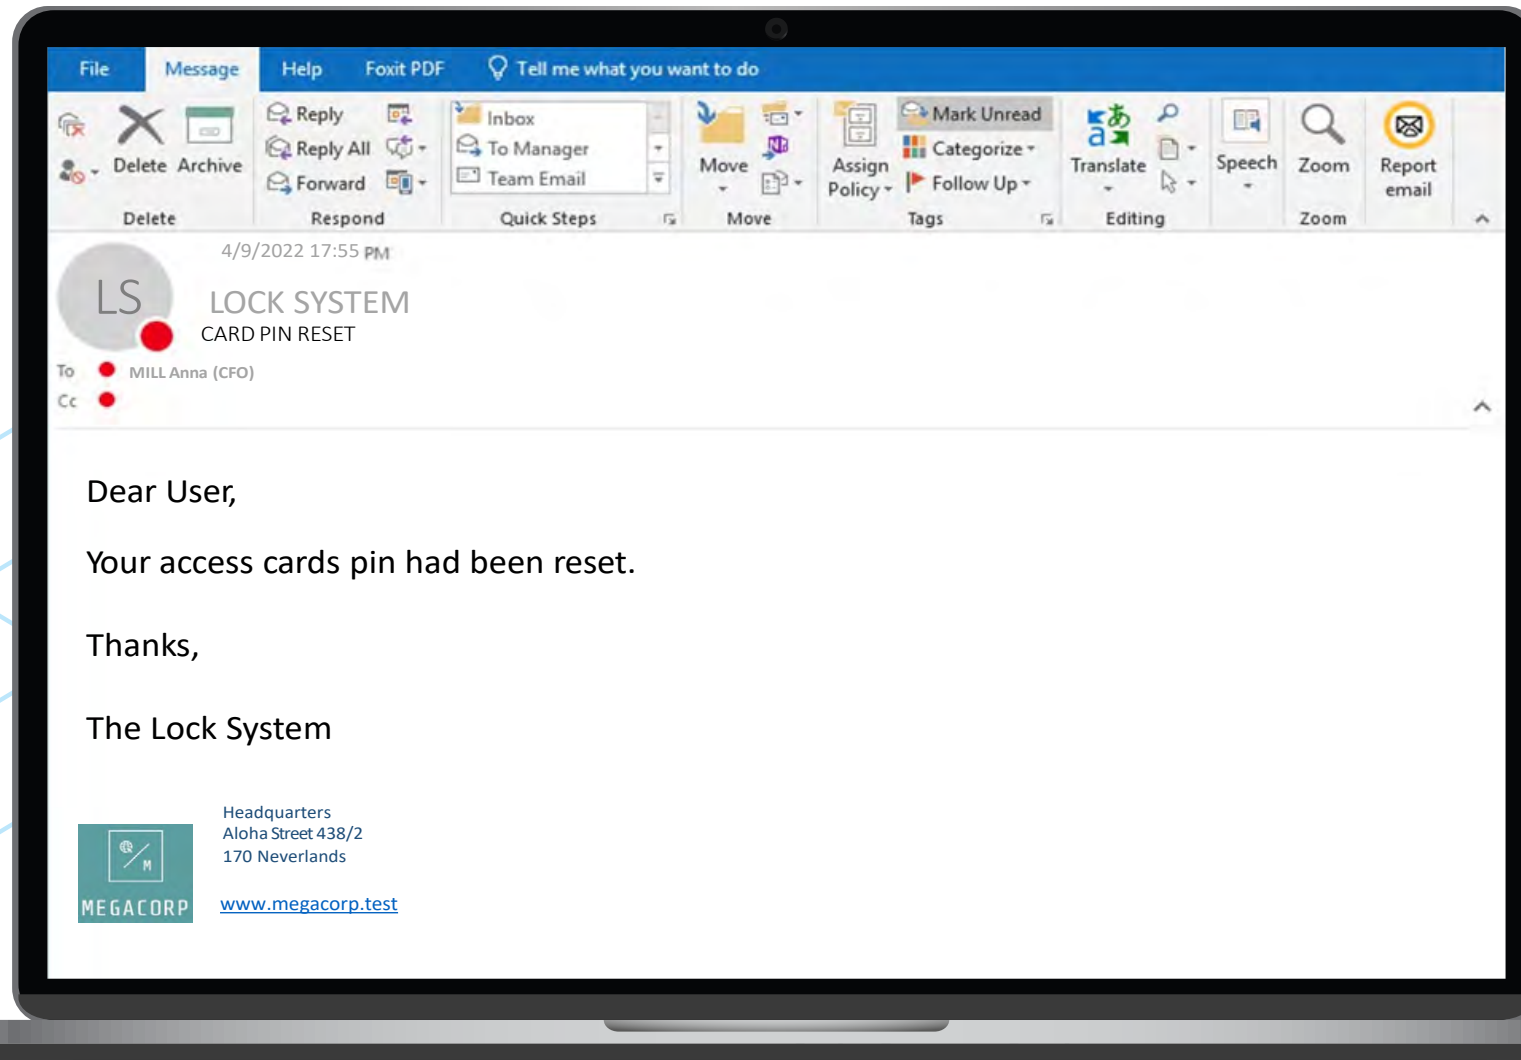 File Message Help Foxit PDF Tell me what you want to do
Reply Inbox Mark Unread
Reply All To Manager Categorize
Delete Archive Forward Team Email Move Assign Policy Follow Up Translate Speech Zoom Report email
Delete Respond Quick Steps Move Tags Editing Zoom
4/9/2022 17:55 PM
LS LOCK SYSTEM
CARD PIN RESET
To MILL Anna (CFO)
Cc
Dear User,
Your access cards pin had been reset.
Thanks,
The Lock System
Headquarters
Aloha Street 438/2
170 Neverlands
M
MEGACORP www.megacorp.test